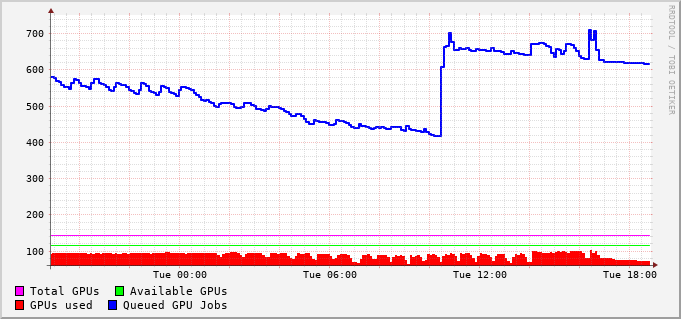 700
600
500
400
300
200
100
Tue 00:00 Tue 06:00 Tue 12:00 Tue 18:00
Total GPUs Available GPUs
GPUs used Queued GPU Jobs
RRDTOOL / TOBI OETIKER